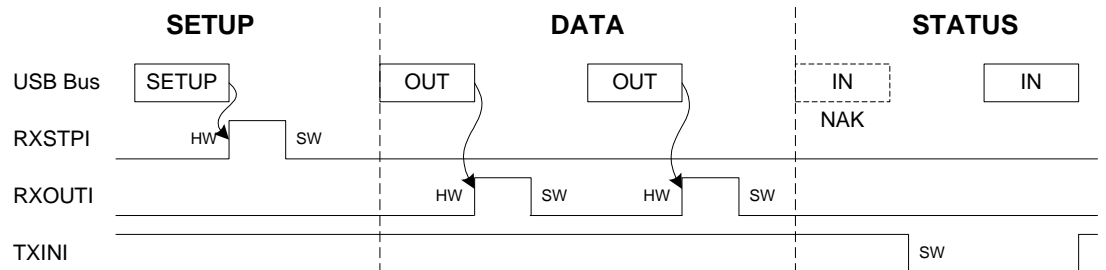 SETUP DATA STATUS
USB Bus SETUP OUT OUT IN IN
NAK
RXSTPI HW SW
RXOUTI HW SW HW SW
TXINI SW